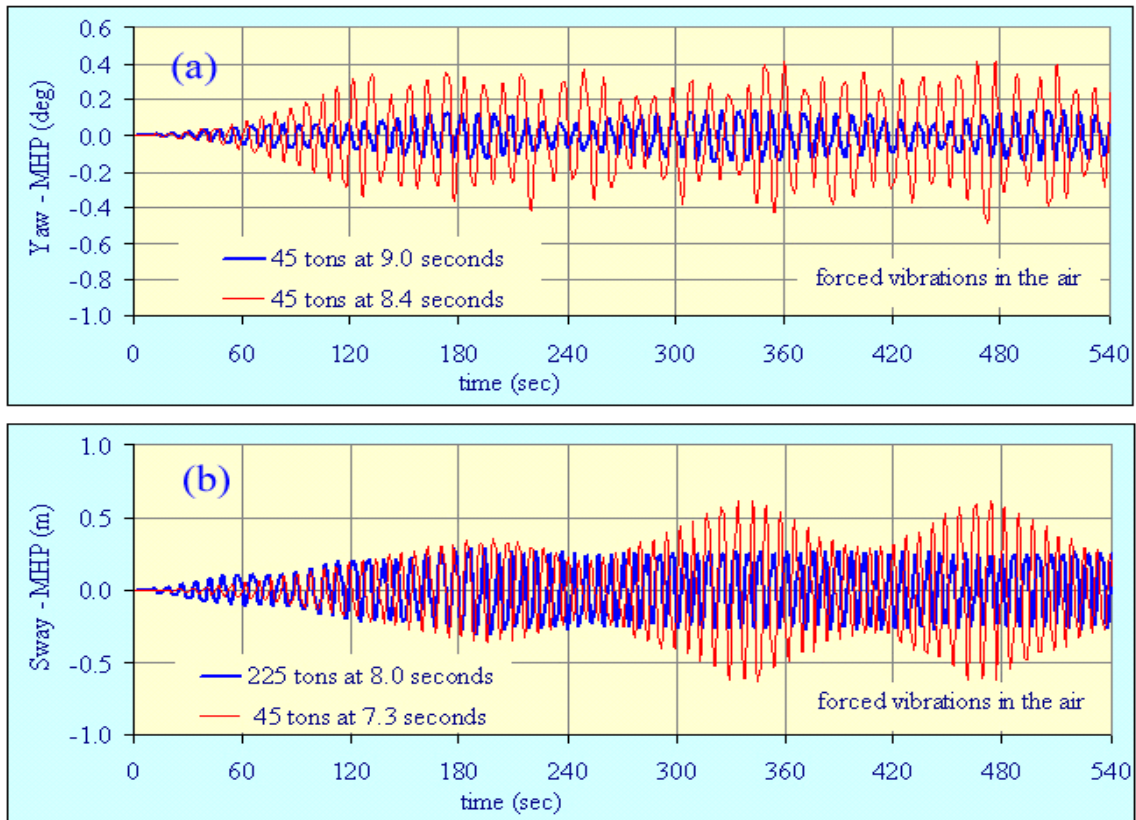 0.6
(a)
0.4
0.2
0.0
-0.2
-0.4
-0.6
-0.8
-1.0
Yaw - MHP (deg)
45 tons at 9.0 seconds
45 tons at 8.4 seconds
forced vibrations in the air
0 60 120 180 240 300 360 420 480 540
time (sec)
1.0
(b)
0.5
0.0
-0.5
-1.0
Sway - MHP (m)
225 tons at 8.0 seconds
45 tons at 7.3 seconds
forced vibrations in the air
0 60 120 180 240 300 360 420 480 540
time (sec)